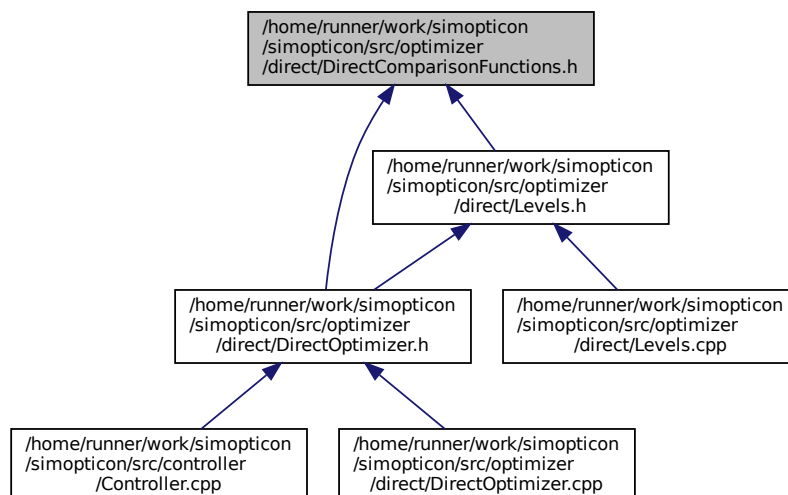 /home/runner/work/simopticon
/simopticon/src/optimizer
/direct/DirectComparisonFunctions.h
/home/runner/work/simopticon
/simopticon/src/optimizer
/direct/Levels.h
/home/runner/work/simopticon
/simopticon/src/optimizer
/direct/DirectOptimizer.h
/home/runner/work/simopticon
/simopticon/src/optimizer
/direct/Levels.cpp
/home/runner/work/simopticon
/simopticon/src/controller
/Controller.cpp
/home/runner/work/simopticon
/simopticon/src/optimizer
/direct/DirectOptimizer.cpp